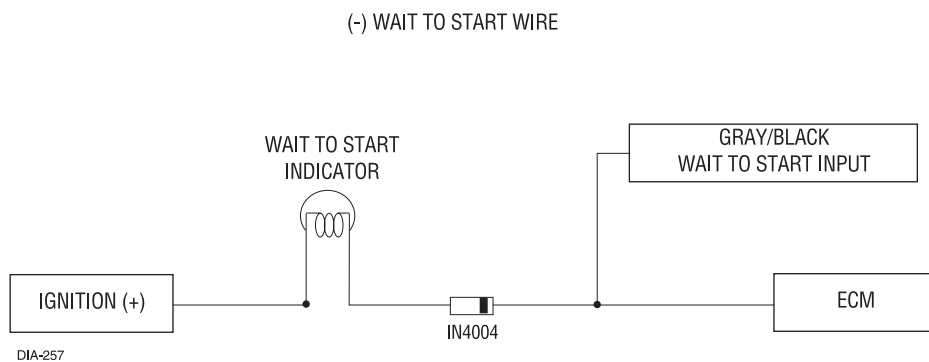 (-) WAIT TO START WIRE
WAIT TO START
INDICATOR
GRAY/BLACK
WAIT TO START INPUT
IGNITION (+)
IN4004
ECM
DIA-257